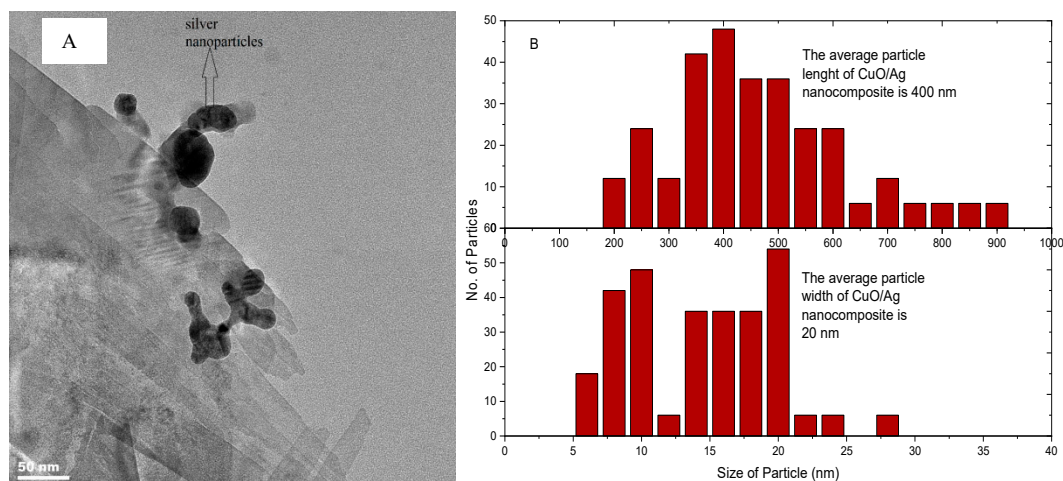 A
silver
nanoparticles
50 nm
B
The average particle
lenght of CuO/Ag
nanocomposite is 400 nm
50
40
30
20
10
0
0 100 200 300 400 500 600 700 800 900 1000
No. of Particles
The average particle
width of CuO/Ag
nanocomposite is
20 nm
60
50
40
30
20
10
0
0 5 10 15 20 25 30 35 40
Size of Particle (nm)